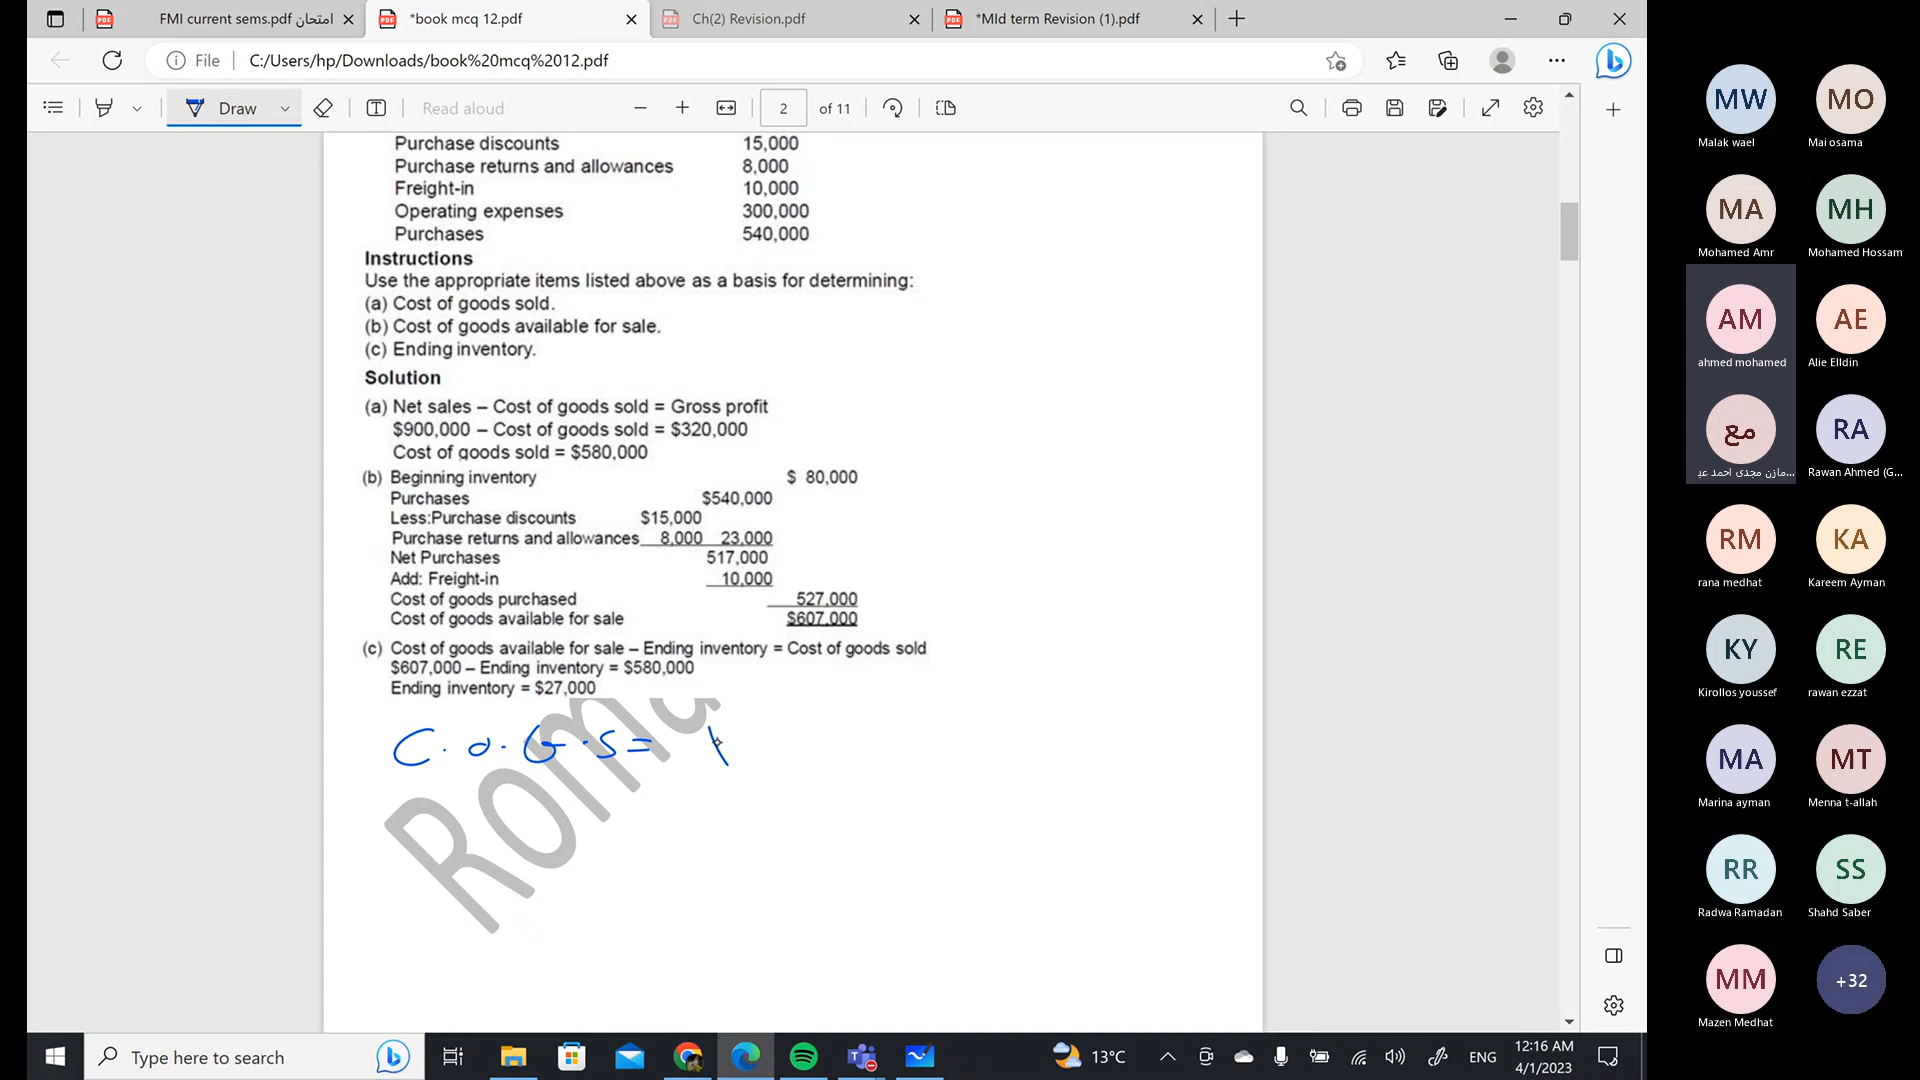 FMI current sems.pdf امتحان
*book mcq 12.pdf
Ch(2) Revision.pdf
*MId term Revision (1).pdf
File
C:/Users/hp/Downloads/book%20mcq%2012.pdf
Draw
Read aloud
2 of 11
Purchase discounts 15,000
Purchase returns and allowances 8,000
Freight-in 10,000
Operating expenses 300,000
Purchases 540,000
Instructions
Use the appropriate items listed above as a basis for determining:
(a) Cost of goods sold.
(b) Cost of goods available for sale.
(c) Ending inventory.
Solution
(a) Net sales – Cost of goods sold = Gross profit
$900,000 – Cost of goods sold = $320,000
Cost of goods sold = $580,000
(b) Beginning inventory $ 80,000
Purchases $540,000
Less:Purchase discounts $15,000
Purchase returns and allowances 8,000 23,000
Net Purchases 517,000
Add: Freight-in 10,000
Cost of goods purchased 527,000
Cost of goods available for sale $607,000
(c) Cost of goods available for sale – Ending inventory = Cost of goods sold
$607,000 – Ending inventory = $580,000
Ending inventory = $27,000
C.O.G.S =
Roma
MW
Malak wael
MO
Mai osama
MA
Mohamed Amr
MH
Mohamed Hossam
AM
ahmed mohamed
AE
Alie Elldin
مع
مازن مجدى احمد عبـ...
RA
Rawan Ahmed (G...
RM
rana medhat
KA
Kareem Ayman
KY
Kirollos youssef
RE
rawan ezzat
MA
Marina ayman
MT
Menna t-allah
RR
Radwa Ramadan
SS
Shahd Saber
MM
Mazen Medhat
+32
Type here to search
13°C
ENG
12:16 AM
4/1/2023